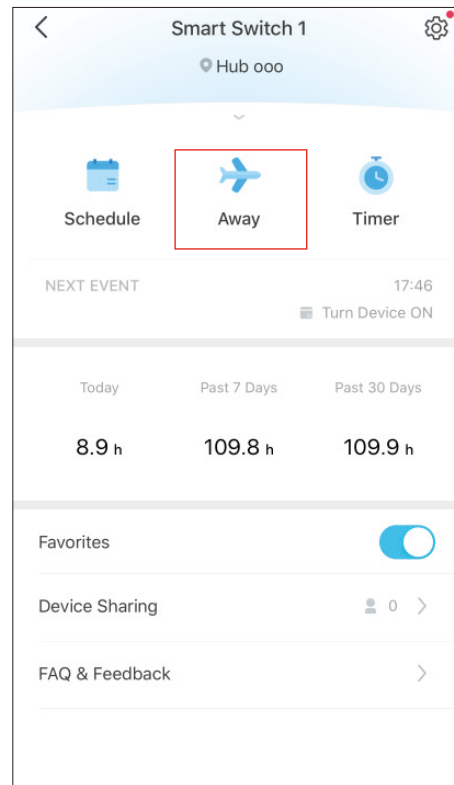 Smart Switch 1
Hub ooo
Schedule Away Timer
NEXT EVENT 17:46
Turn Device ON
Today Past 7 Days Past 30 Days
8.9 h 109.8 h 109.9 h
Favorites
Device Sharing 0
FAQ & Feedback